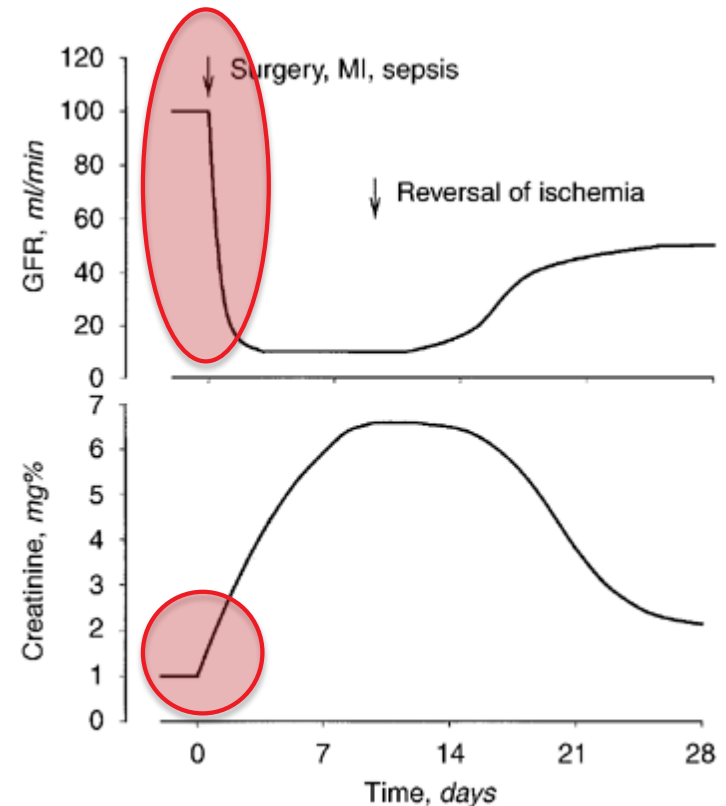 120
Surgery, MI, sepsis
100
80
Reversal of ischemia
60
40
20
0
GFR, ml/min
7
6
5
4
3
2
1
0
Creatinine, mg%
0 7 14 21 28
Time, days